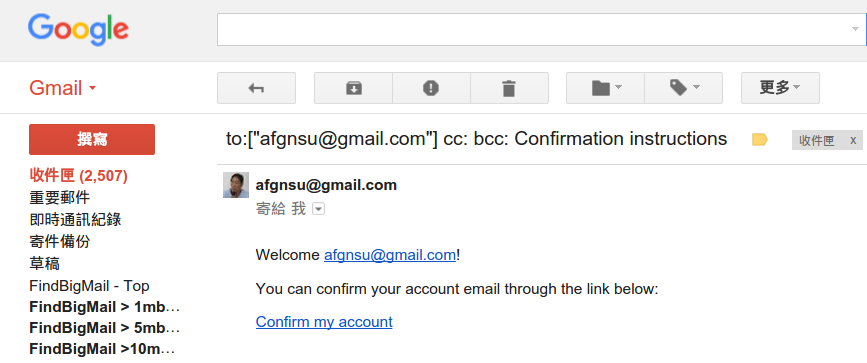 Google
Gmail
更多
撰寫
to:["afgnsu@gmail.com"] cc: bcc: Confirmation instructions
收件匣 x
收件匣 (2,507)
重要郵件
即時通訊紀錄
寄件備份
草稿
FindBigMail - Top
FindBigMail > 1mb…
FindBigMail > 5mb…
FindBigMail >10m…
afgnsu@gmail.com
寄給 我
Welcome afgnsu@gmail.com!
You can confirm your account email through the link below:
Confirm my account